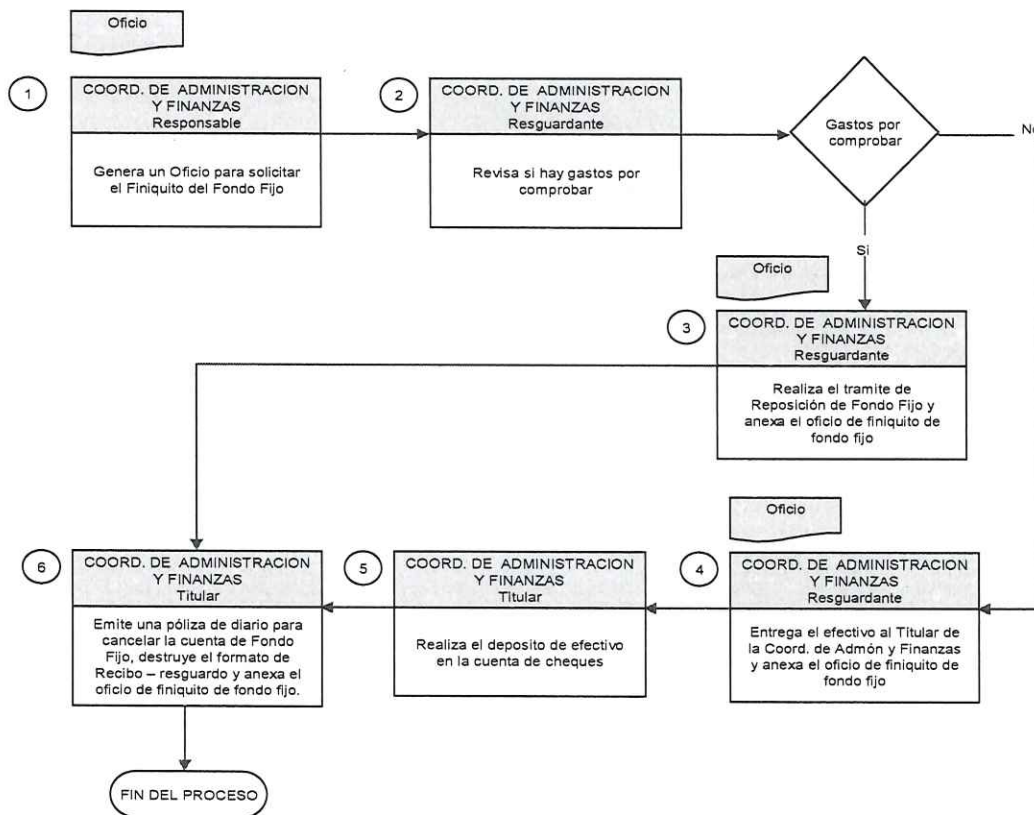 Oficio
1
COORD. DE ADMINISTRACION
Y FINANZAS
Responsable
Genera un Oficio para solicitar
el Finiquito del Fondo Fijo
2
COORD. DE ADMINISTRACION
Y FINANZAS
Resguardante
Revisa si hay gastos por
comprobar
Gastos por
comprobar
No
Si
Oficio
3
COORD. DE ADMINISTRACION
Y FINANZAS
Resguardante
Realiza el tramite de
Reposición de Fondo Fijo y
anexa el oficio de finiquito de
fondo fijo
Oficio
4
COORD. DE ADMINISTRACION
Y FINANZAS
Resguardante
Entrega el efectivo al Titular de
la Coord. de Admón y Finanzas
y anexa el oficio de finiquito de
fondo fijo
5
COORD. DE ADMINISTRACION
Y FINANZAS
Titular
Realiza el deposito de efectivo
en la cuenta de cheques
6
COORD. DE ADMINISTRACION
Y FINANZAS
Titular
Emite una póliza de diario para
cancelar la cuenta de Fondo
Fijo, destruye el formato de
Recibo – resguardo y anexa el
oficio de finiquito de fondo fijo.
FIN DEL PROCESO